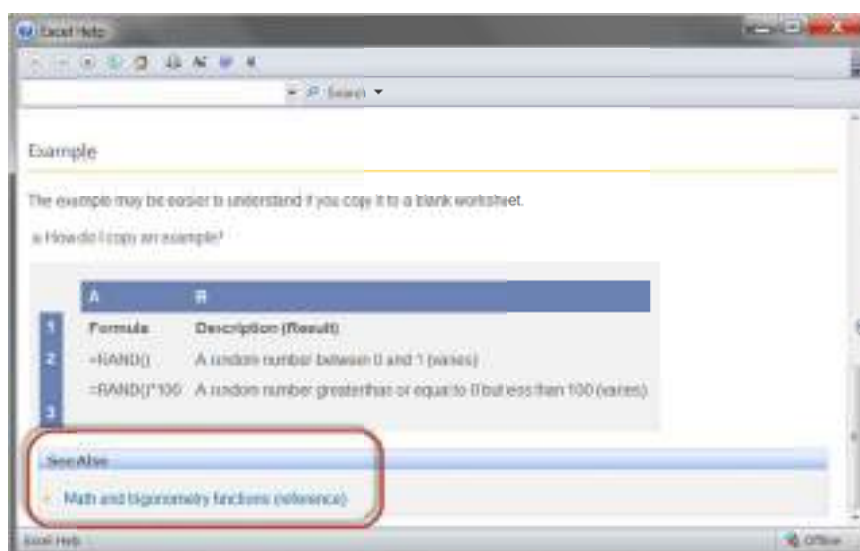 Excel Help
Search
Example
The example may be easier to understand if you copy it to a blank worksheet.
How do I copy an example?
A B
1 Formula Description (Result)
2 =RAND() A random number between 0 and 1 (varies)
=RAND()*100 A random number greater than or equal to 0 but less than 100 (varies)
3
See Also
Math and trigonometry functions (reference)
Excel Help Offline